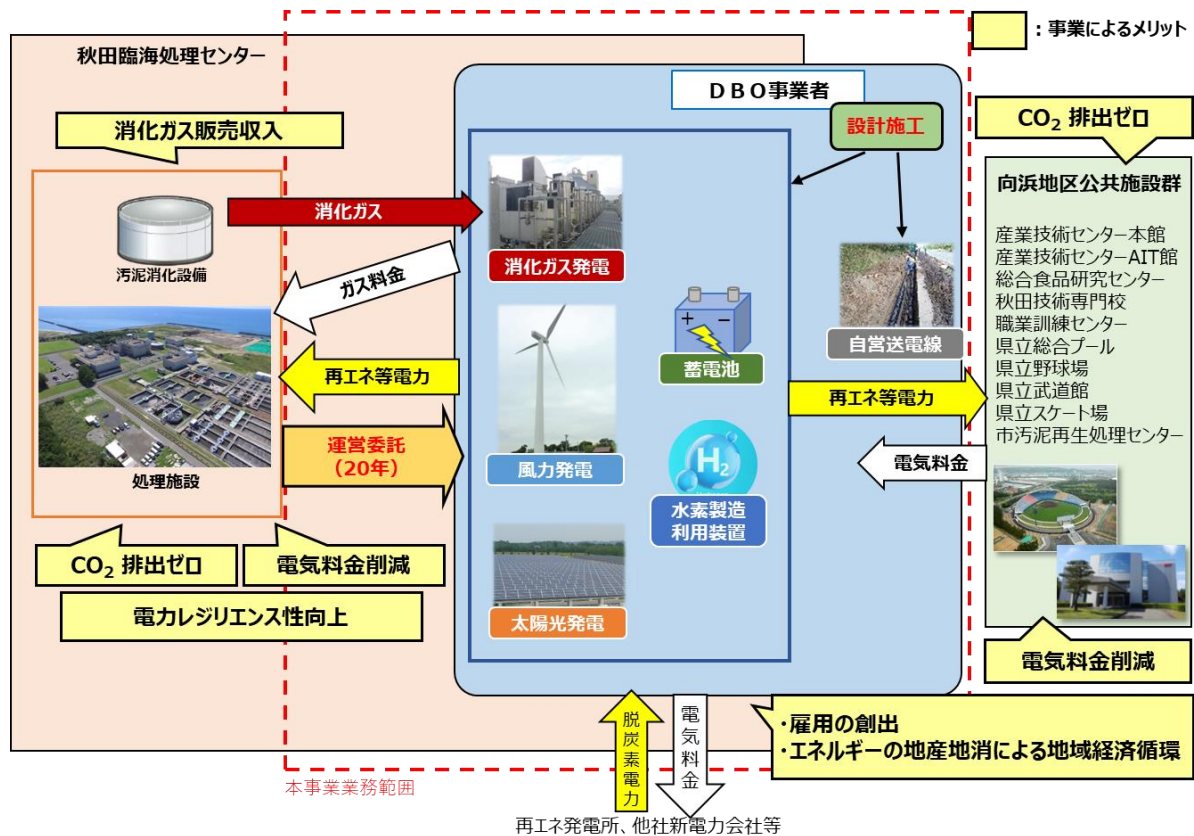 ：事業によるメリット
秋田臨海処理センター
ＤＢＯ事業者
設計施工
消化ガス販売収入
CO₂ 排出ゼロ
汚泥消化設備
消化ガス
ガス料金
再エネ等電力
運営委託
（20年）
処理施設
消化ガス発電
風力発電
太陽光発電
＋ －
蓄電池
H₂
水素製造
利用装置
自営送電線
再エネ等電力
電気料金
向浜地区公共施設群
産業技術センター本館
産業技術センターAIT館
総合食品研究センター
秋田技術専門校
職業訓練センター
県立総合プール
県立野球場
県立武道館
県立スケート場
市汚泥再生処理センター
CO₂ 排出ゼロ
電気料金削減
電力レジリエンス性向上
電気料金削減
・雇用の創出
・エネルギーの地産地消による地域経済循環
脱炭素電力
電気料金
本事業業務範囲
再エネ発電所、他社新電力会社等